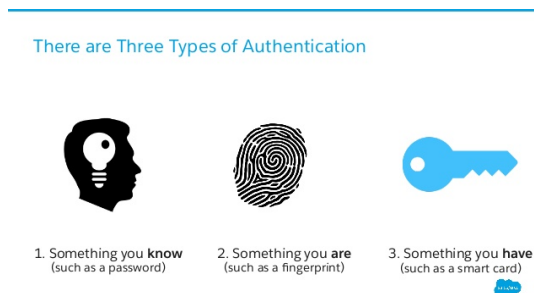 There are Three Types of Authentication
1. Something you know
(such as a password)
2. Something you are
(such as a fingerprint)
3. Something you have
(such as a smart card)